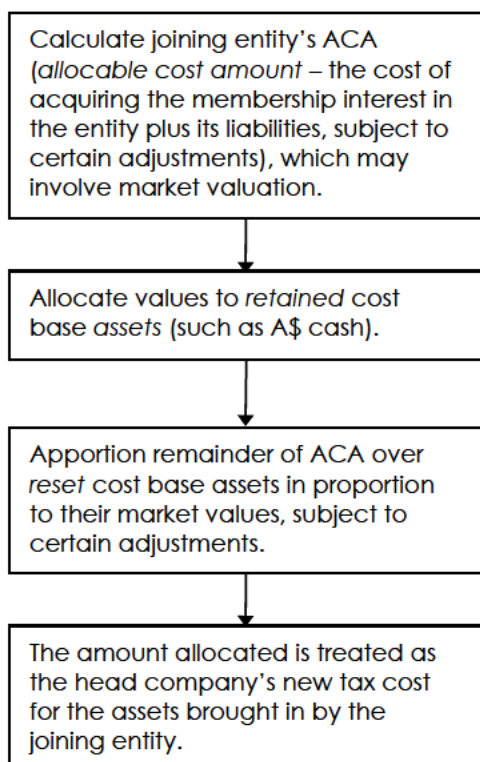 Calculate joining entity's ACA
(allocable cost amount – the cost of
acquiring the membership interest in
the entity plus its liabilities, subject to
certain adjustments), which may
involve market valuation.
Allocate values to retained cost
base assets (such as A$ cash).
Apportion remainder of ACA over
reset cost base assets in proportion
to their market values, subject to
certain adjustments.
The amount allocated is treated as
the head company's new tax cost
for the assets brought in by the
joining entity.